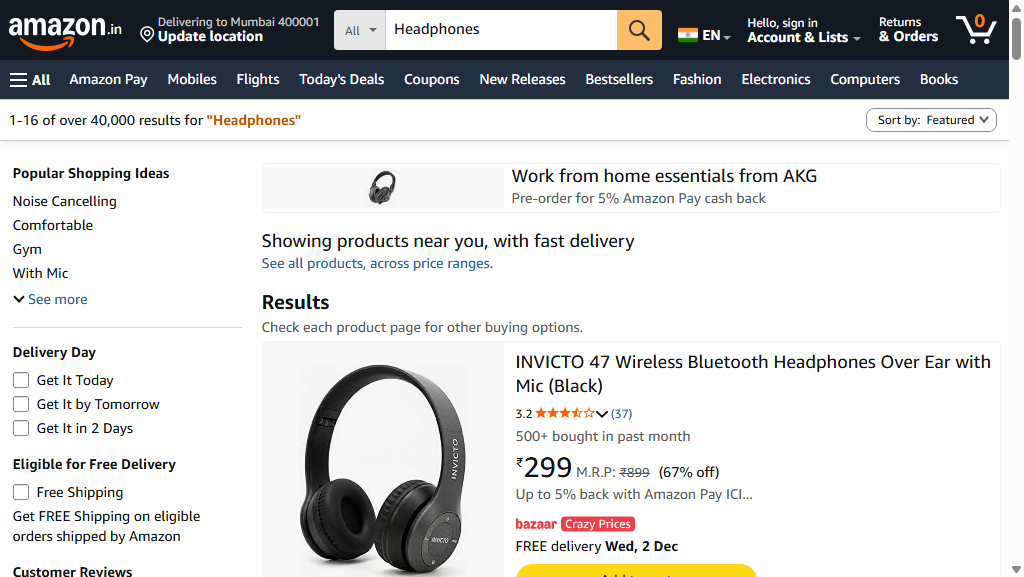 amazon.in
Delivering to Mumbai 400001
Update location
All
Headphones
EN
Hello, sign in
Account & Lists
Returns
& Orders
0
All
Amazon Pay
Mobiles
Flights
Today's Deals
Coupons
New Releases
Bestsellers
Fashion
Electronics
Computers
Books
1-16 of over 40,000 results for "Headphones"
Sort by: Featured
Popular Shopping Ideas
Noise Cancelling
Comfortable
Gym
With Mic
See more
Delivery Day
Get It Today
Get It by Tomorrow
Get It in 2 Days
Eligible for Free Delivery
Free Shipping
Get FREE Shipping on eligible
orders shipped by Amazon
Customer Reviews
Work from home essentials from AKG
Pre-order for 5% Amazon Pay cash back
Showing products near you, with fast delivery
See all products, across price ranges.
Results
Check each product page for other buying options.
INVICTO
INVICTO
INVICTO 47 Wireless Bluetooth Headphones Over Ear with
Mic (Black)
3.2 (37)
500+ bought in past month
₹299 M.R.P: ₹899 (67% off)
Up to 5% back with Amazon Pay ICI…
bazaar Crazy Prices
FREE delivery Wed, 2 Dec